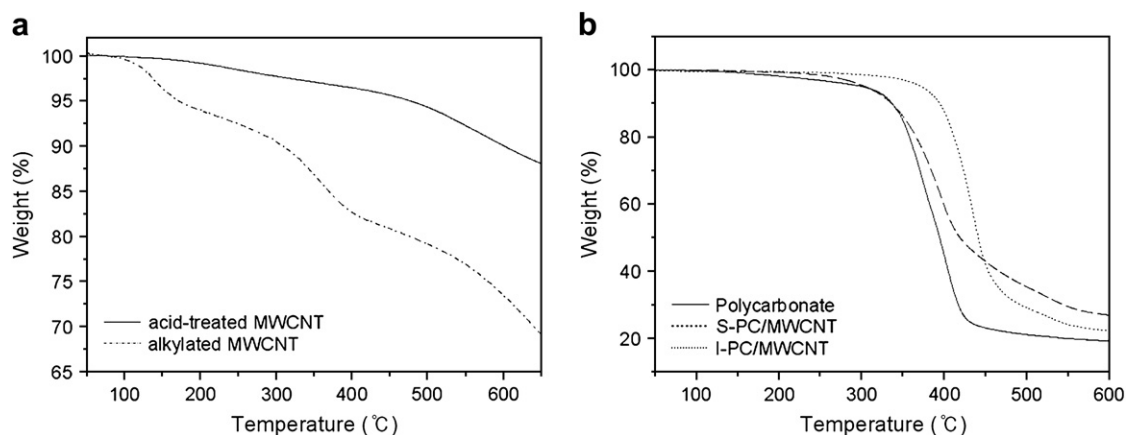 a
100
95
90
85
80
75
70
65
Weight (%)
acid-treated MWCNT
alkylated MWCNT
100 200 300 400 500 600
Temperature (℃)
b
100
80
60
40
20
Weight (%)
Polycarbonate
S-PC/MWCNT
I-PC/MWCNT
100 200 300 400 500 600
Temperature (℃)